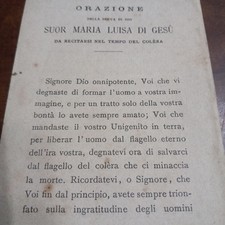 ORAZIONE
DELLA SERVA DI DIO
SUOR MARIA LUISA DI GESÙ
DA RECITARSI NEL TEMPO DEL COLÈRA
Signore Dio onnipotente, Voi che vi
degnaste di formar l'uomo a vostra im-
magine, e per un tratto solo della vostra
bontà lo avete sempre amato; Voi che
mandaste il vostro Unigenito in terra,
per liberar l'uomo dal flagello eterno
dell'ira vostra, degnatevi ora di salvarci
dal flagello del colèra che ci minaccia
la morte. Ricordatevi, o Signore, che
Voi fin dal principio, avete sempre trion-
fato sulla ingratitudine degli uomini